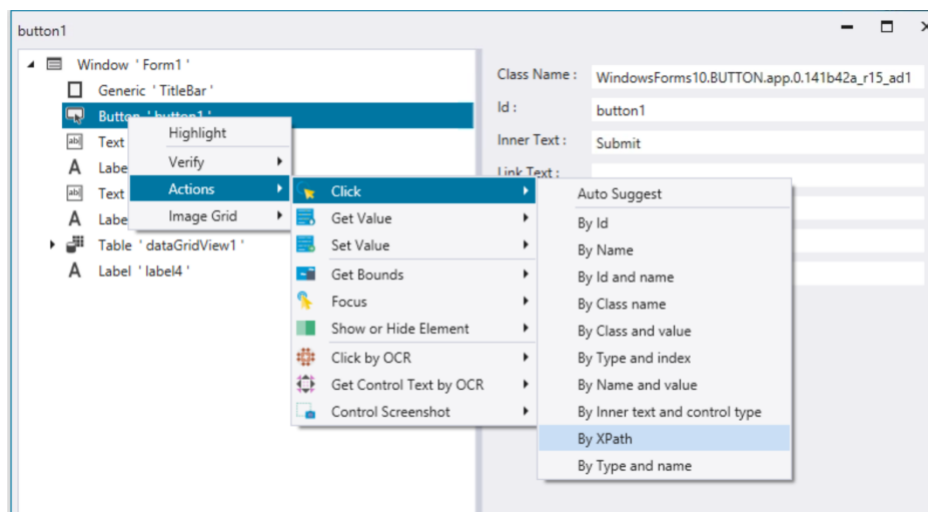 button1
Window ' Form1 '
Generic ' TitleBar '
Button ' button1 '
Text
Labe
Text
Labe
Table ' dataGridView1 '
Label ' label4 '
Class Name :
WindowsForms10.BUTTON.app.0.141b42a_r15_ad1
Id :
button1
Inner Text :
Submit
Link Text :
Highlight
Verify
Actions
Image Grid
Click
Get Value
Set Value
Get Bounds
Focus
Show or Hide Element
Click by OCR
Get Control Text by OCR
Control Screenshot
Auto Suggest
By Id
By Name
By Id and name
By Class name
By Class and value
By Type and index
By Name and value
By Inner text and control type
By XPath
By Type and name